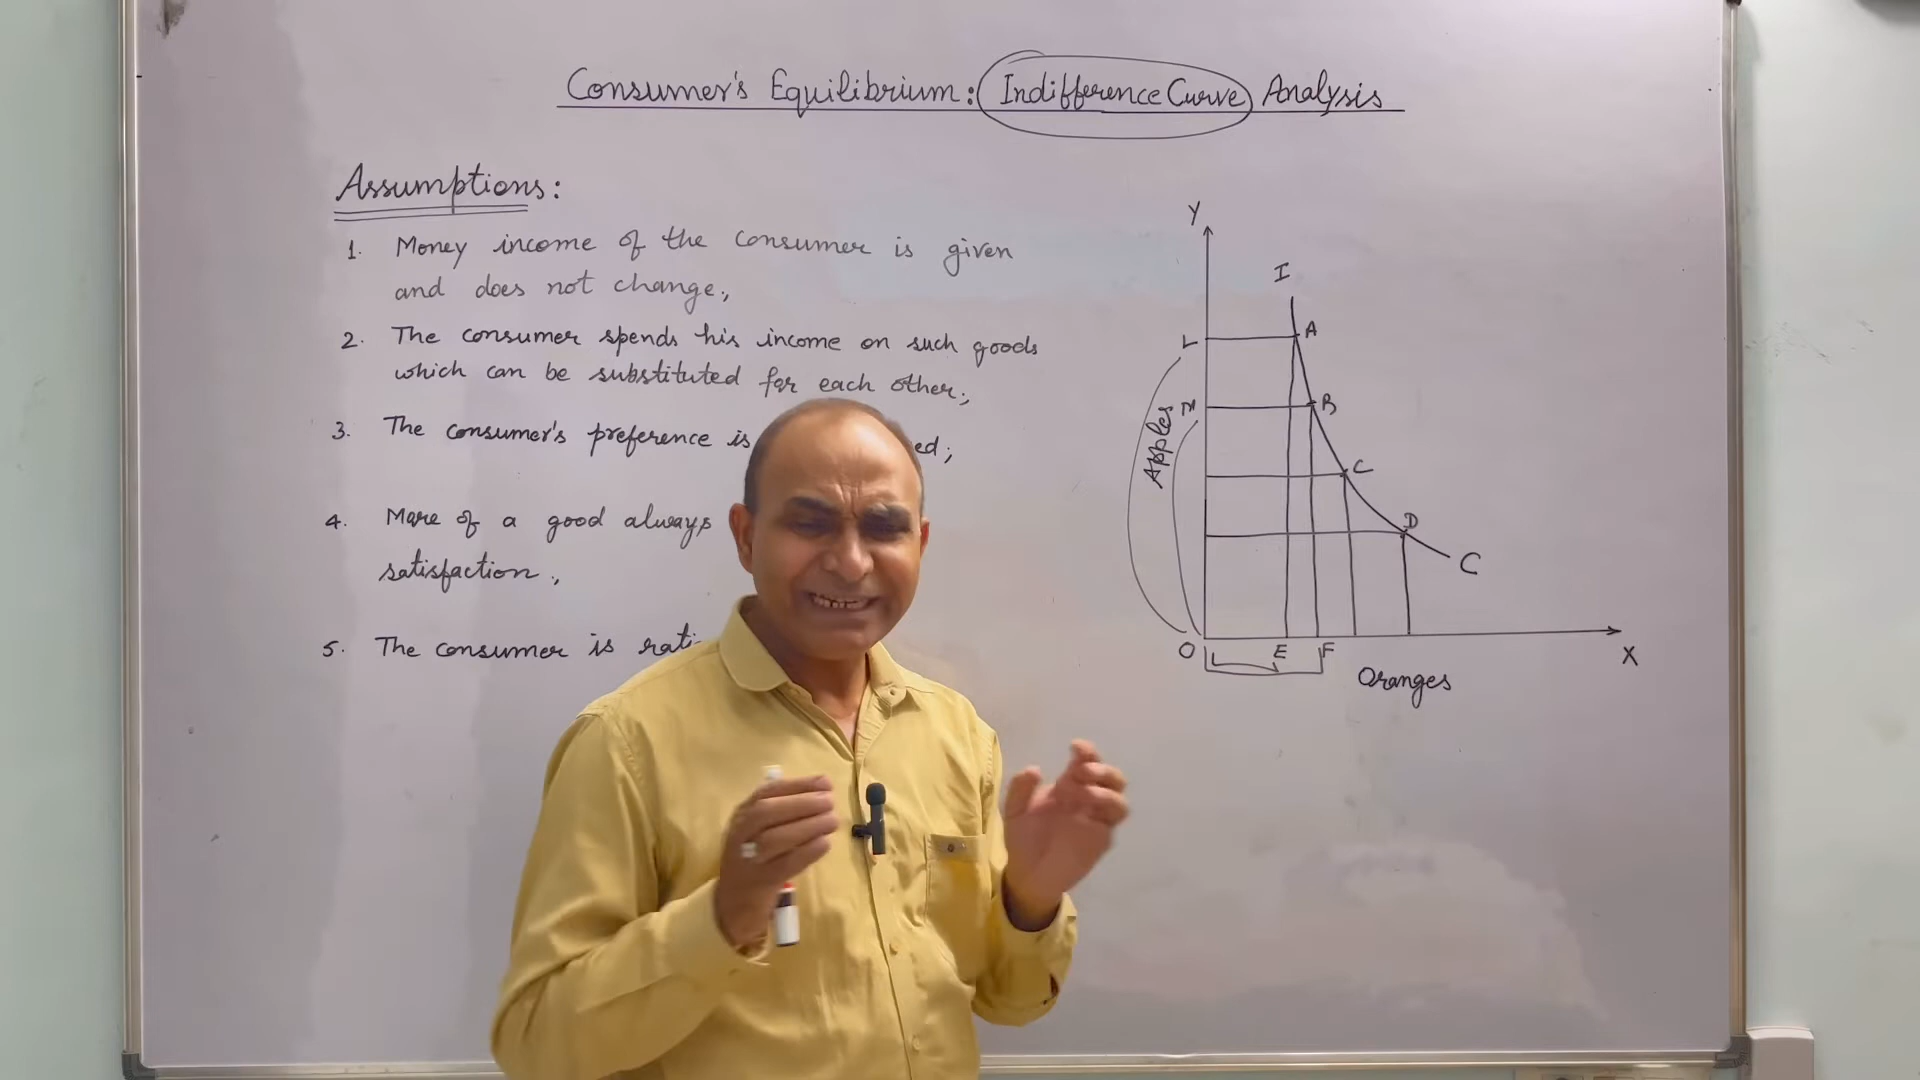 Consumer's Equilibrium: Indifference Curve Analysis
Assumptions:
1. Money income of the consumer is given
and does not change;
2. The consumer spends his income on such goods
which can be substituted for each other;
3. The consumer's preference is
4. More of a good always
satisfaction;
5. The consumer is
Y
I
L A
B
Apples
C
D
C
O E F X
Oranges